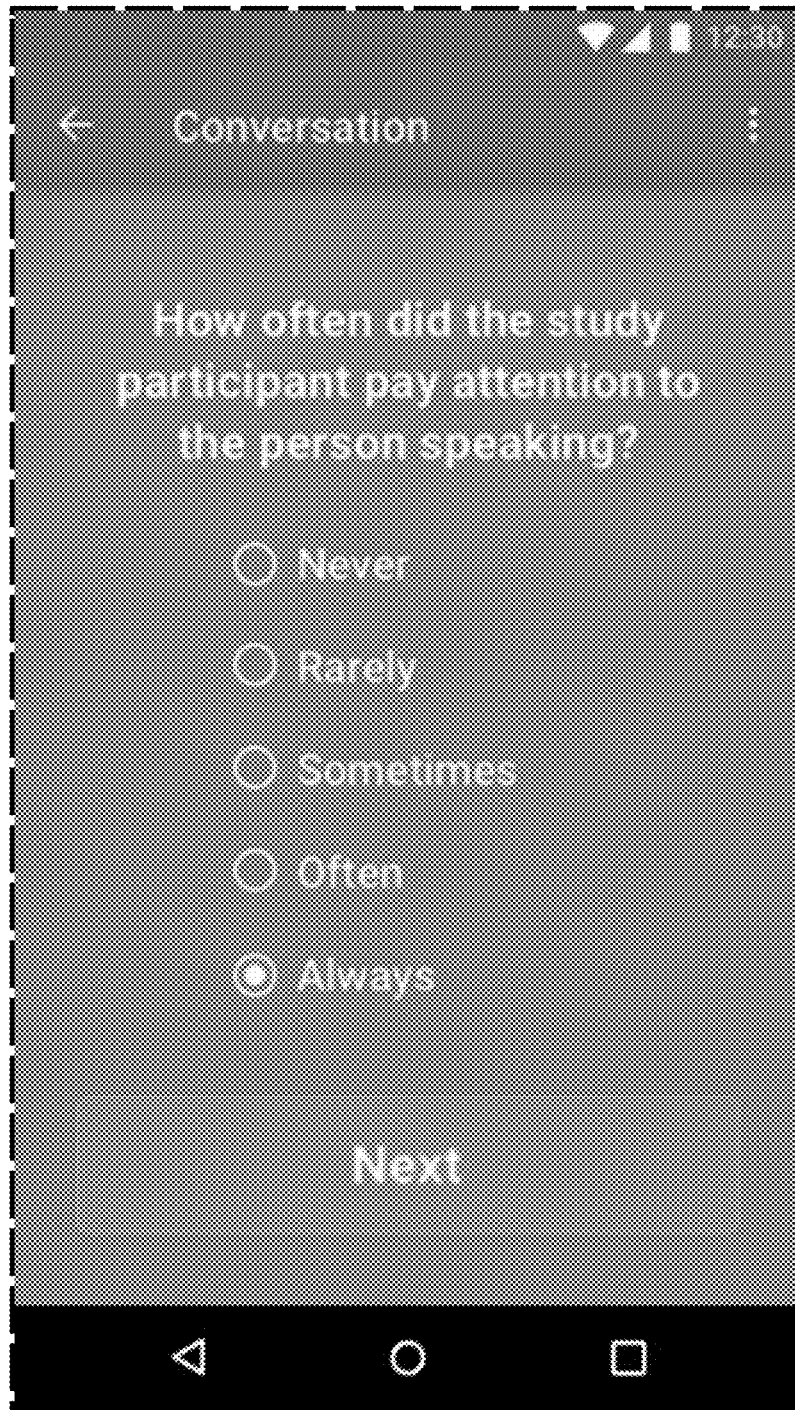 12:30
Conversation
How often did the study
participant pay attention to
the person speaking?
Never
Rarely
Sometimes
Often
Always
Next